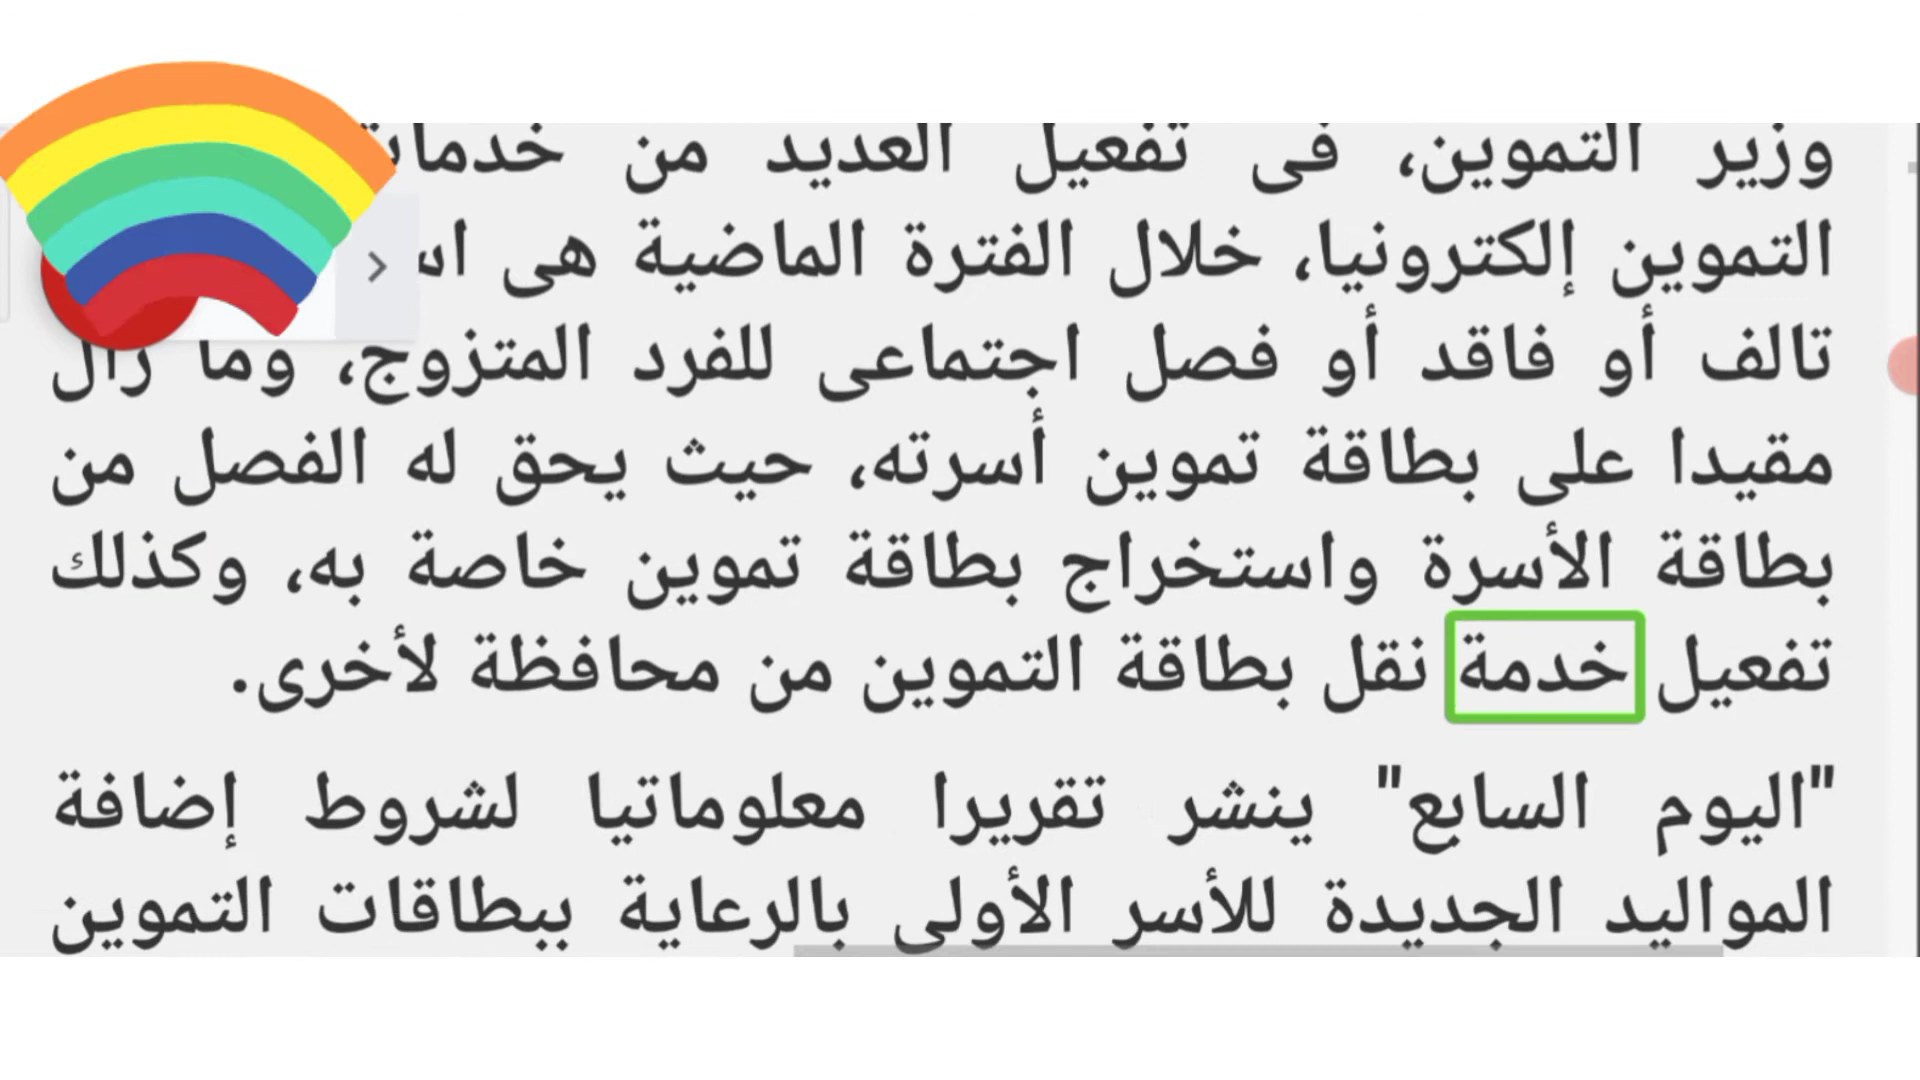 وزير التموين، فى تفعيل العديد من
التموين إلكترونيا، خلال الفترة الماضية هى
تالف أو فاقد أو فصل اجتماعى للفرد المتزوج، وما زال
مقيدا على بطاقة تموين أسرته، حيث يحق له الفصل من
بطاقة الأسرة واستخراج بطاقة تموين خاصة به، وكذلك
تفعيل خدمة نقل بطاقة التموين من محافظة لأخرى.
"اليوم السابع" ينشر تقريرا معلوماتيا لشروط إضافة
المواليد الجديدة للأسر الأولى بالرعاية ببطاقات التموين